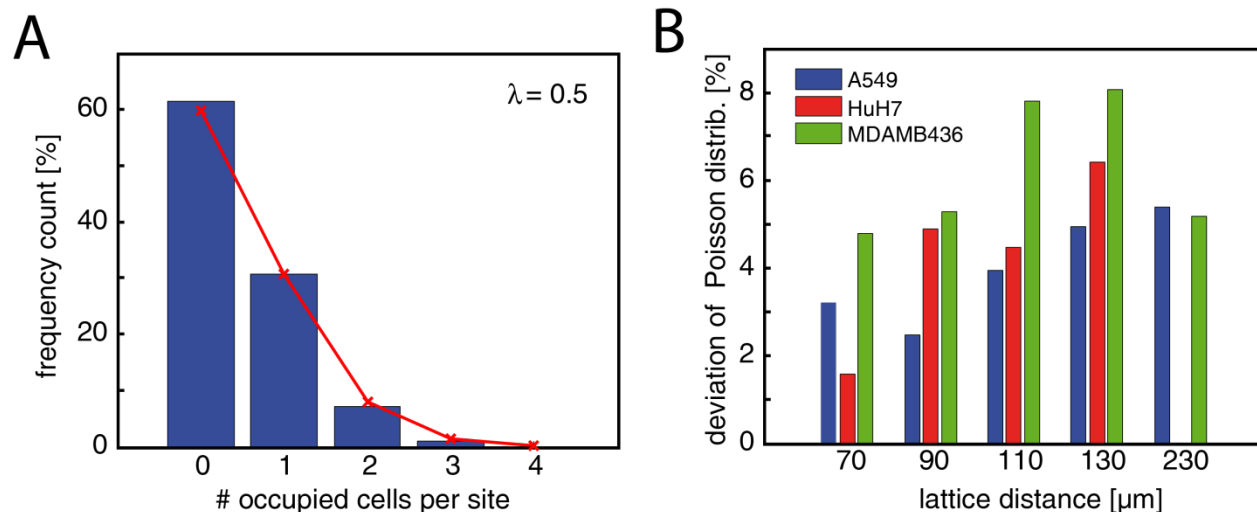 A
λ = 0.5
frequency count [%]
60
40
20
0
0 1 2 3 4
# occupied cells per site
B
A549
HuH7
MDAMB436
deviation of Poisson distrib. [%]
8
6
4
2
0
70 90 110 130 230
lattice distance [µm]